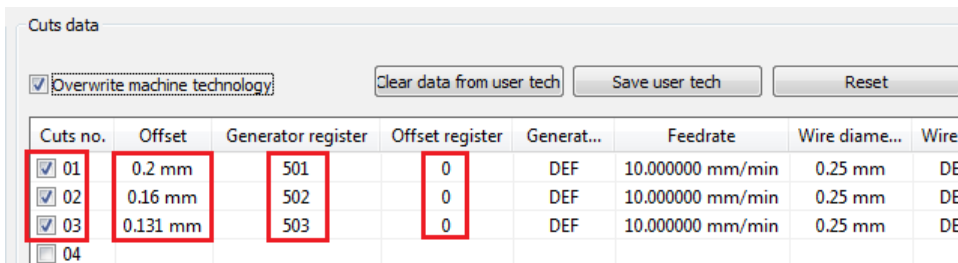 Cuts data
Overwrite machine technology Clear data from user tech Save user tech Reset
Cuts no. Offset Generator register Offset register Generat... Feedrate Wire diame... Wire
01 0.2 mm 501 0 DEF 10.000000 mm/min 0.25 mm DE
02 0.16 mm 502 0 DEF 10.000000 mm/min 0.25 mm DE
03 0.131 mm 503 0 DEF 10.000000 mm/min 0.25 mm DE
04